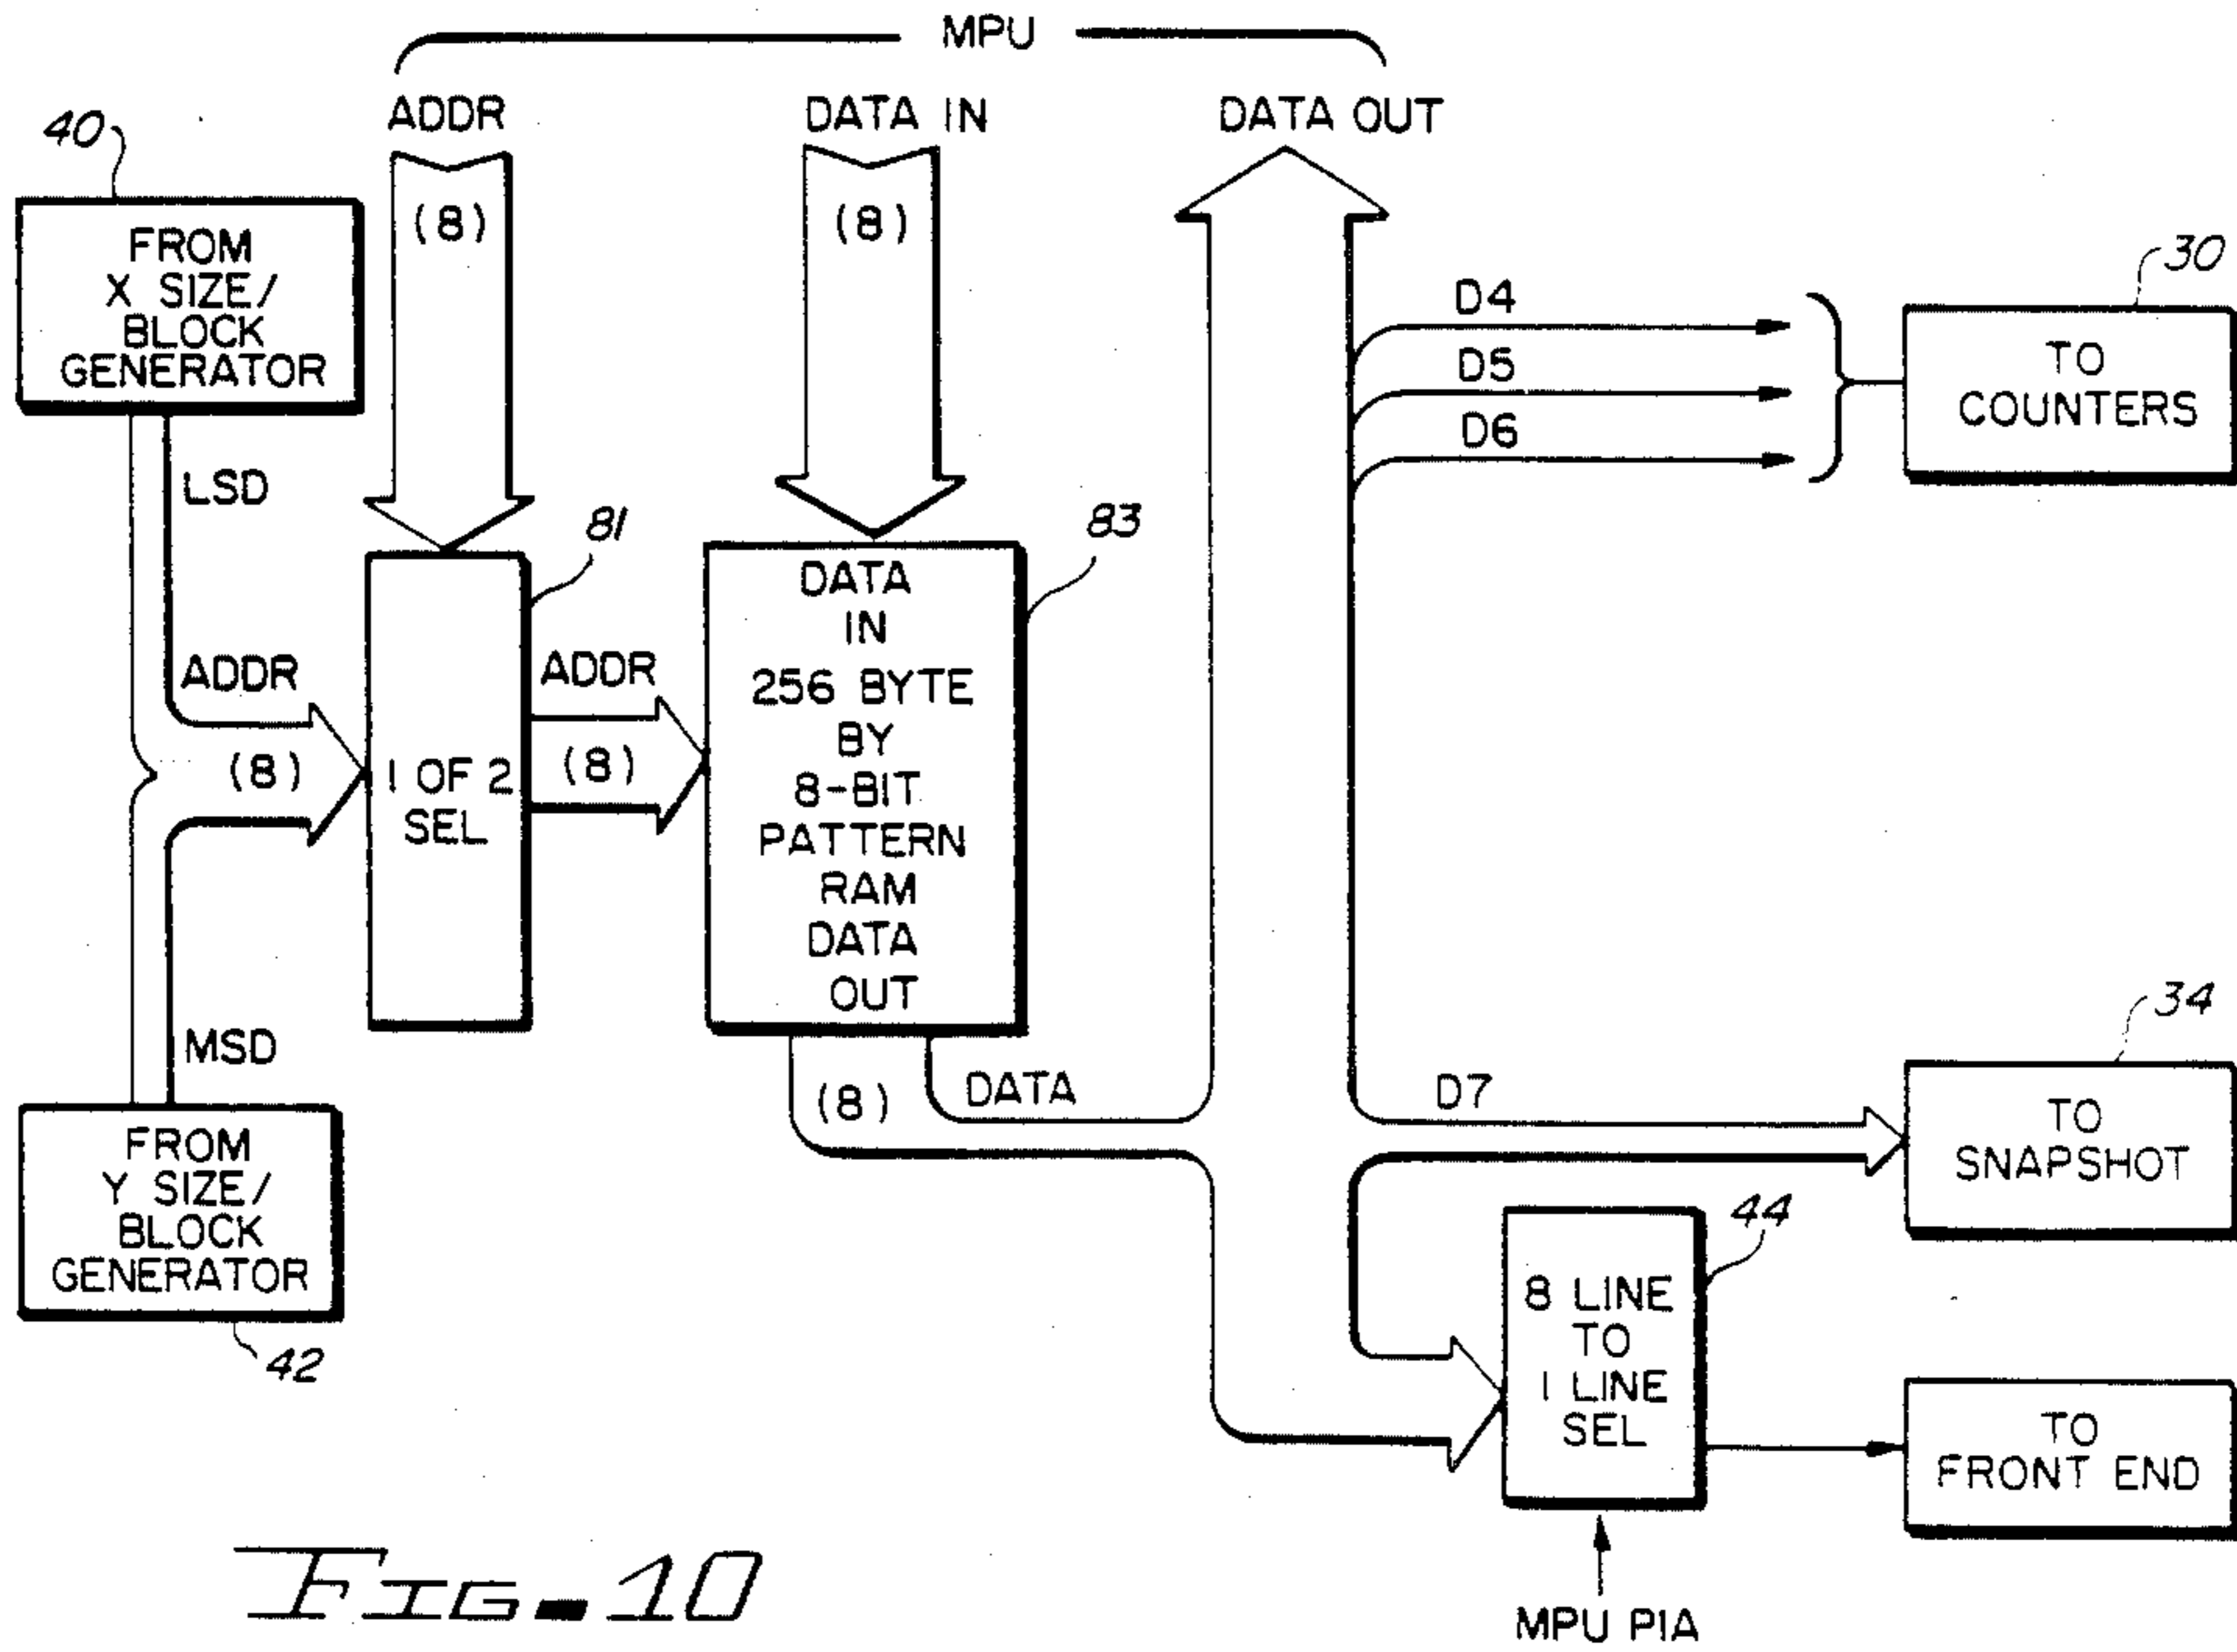 MPU
ADDR
DATA IN
DATA OUT
40
FROM
X SIZE/
BLOCK
GENERATOR
(8)
(8)
D4
D5
D6
30
TO
COUNTERS
LSD
81
83
ADDR
(8)
1 OF 2
SEL
ADDR
(8)
DATA
IN
256 BYTE
BY
8-BIT
PATTERN
RAM
DATA
OUT
MSD
(8)
DATA
D7
34
TO
SNAPSHOT
FROM
Y SIZE/
BLOCK
GENERATOR
42
44
8 LINE
TO
1 LINE
SEL
TO
FRONT END
MPU PIA
FIG-10